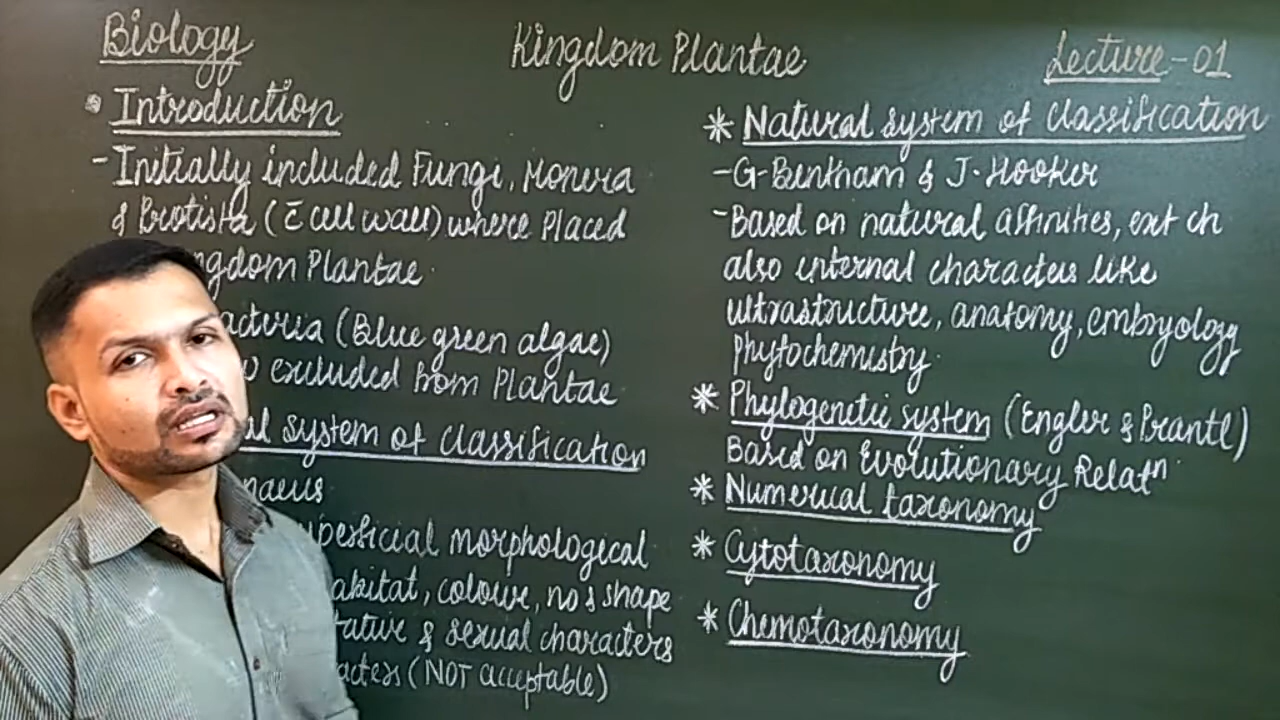 Biology
Kingdom Plantae
Lecture-01
• Introduction
- Initially included Fungi, Monera
& Protista (c̄ cell wall) where Placed
ngdom Plantae
acteria (Blue green algae)
excluded from Plantae
al system of classification
naeus
uperficial morphological
abitat, colour, no & shape
tative & sexual characters
acters (NOT acceptable)
* Natural system of classification
- G. Bentham & J. Hooker
- Based on natural affinities, ext ch
also internal characters like
ultrastructure, anatomy, embryology
phytochemistry.
* Phylogenetic system (Engler & Prantl)
Based on Evolutionary Relatⁿ.
* Numerical taxonomy
* Cytotaxonomy
* Chemotaxonomy